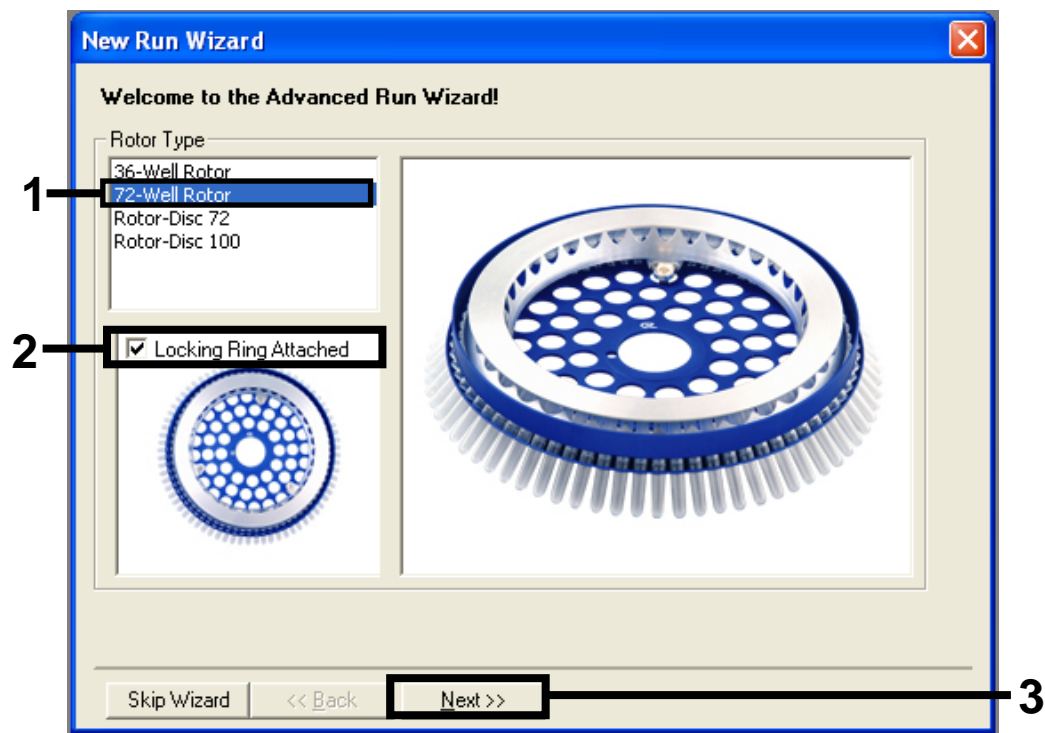 New Run Wizard
Welcome to the Advanced Run Wizard!
Rotor Type
36-Well Rotor
1
72-Well Rotor
Rotor-Disc 72
Rotor-Disc 100
2
Locking Ring Attached
Skip Wizard
<< Back
Next >>
3